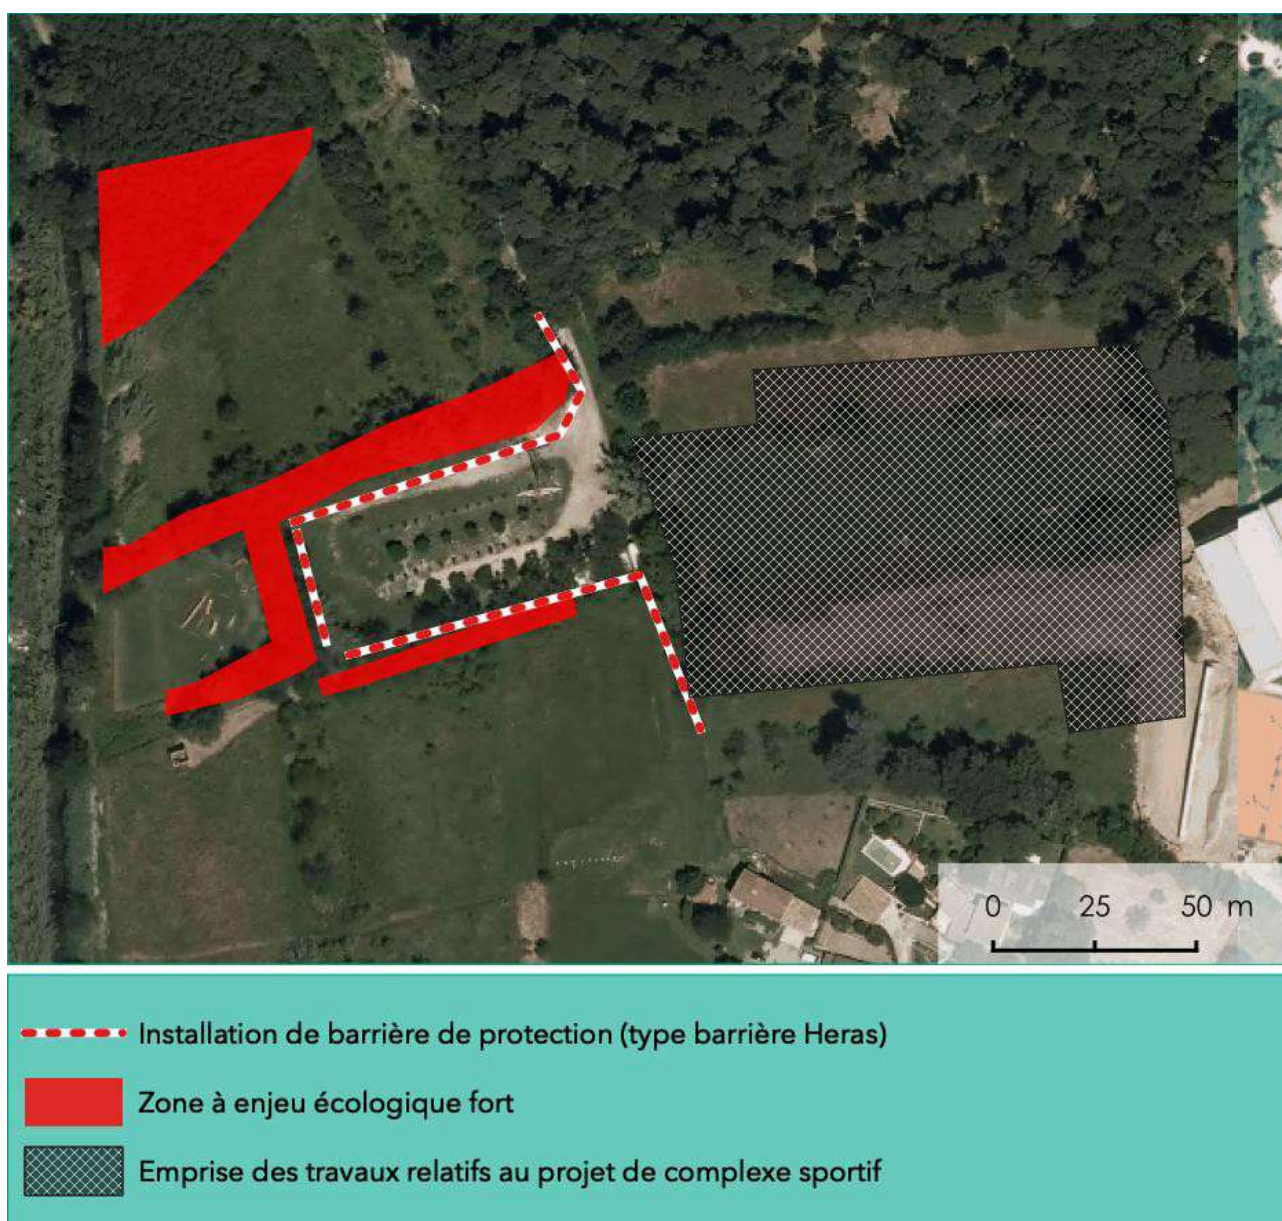 0 25 50 m
Installation de barrière de protection (type barrière Heras)
Zone à enjeu écologique fort
Emprise des travaux relatifs au projet de complexe sportif